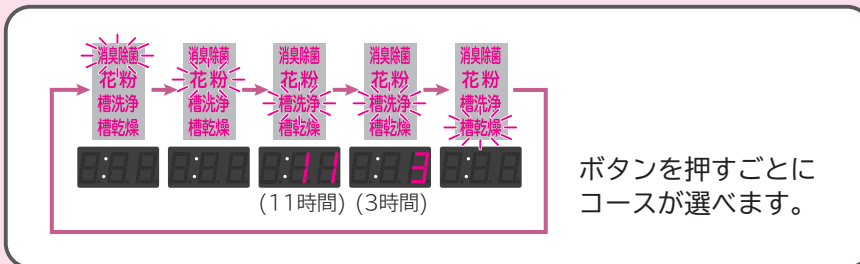 消臭除菌
花粉
槽洗浄
槽乾燥
消臭除菌
花粉
槽洗浄
槽乾燥
消臭除菌
花粉
槽洗浄
槽乾燥
消臭除菌
花粉
槽洗浄
槽乾燥
消臭除菌
花粉
槽洗浄
槽乾燥
11
3
(11時間)
(3時間)
ボタンを押すごとに
コースが選べます。